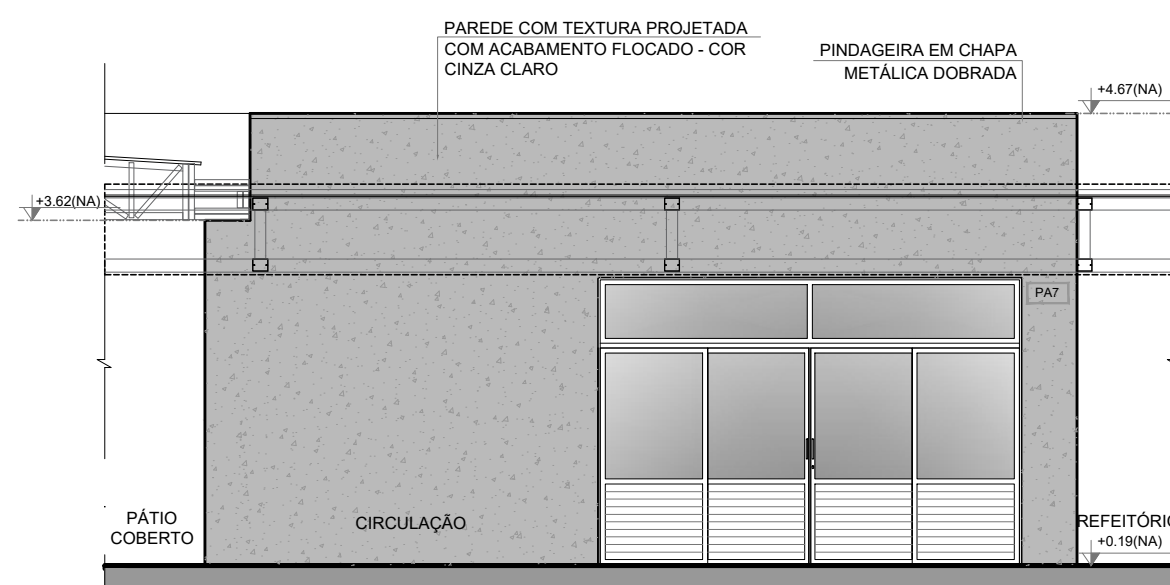 PAREDE COM TEXTURA PROJETADA
COM ACABAMENTO FLOCADO - COR
CINZA CLARO
PINDAGEIRA EM CHAPA
METÁLICA DOBRADA
+4.67(NA)
+3.62(NA)
PA7
PÁTIO
COBERTO
CIRCULAÇÃO
REFEITÓRIO
+0.19(NA)